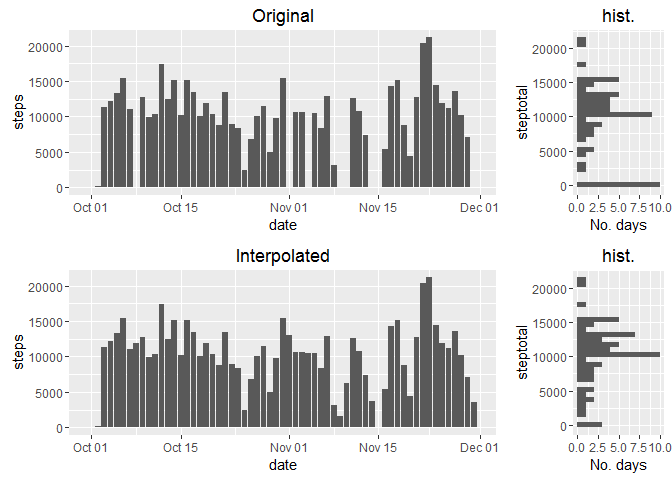 Original
hist.
20000
15000
10000
5000
0
steps
Oct 01
Oct 15
Nov 01
Nov 15
Dec 01
date
20000
15000
10000
5000
0
steptotal
0.0 2.5 5.0 7.5 10.0
No. days
Interpolated
hist.
20000
15000
10000
5000
0
steps
Oct 01
Oct 15
Nov 01
Nov 15
Dec 01
date
20000
15000
10000
5000
0
steptotal
0.0 2.5 5.0 7.5 10.0
No. days